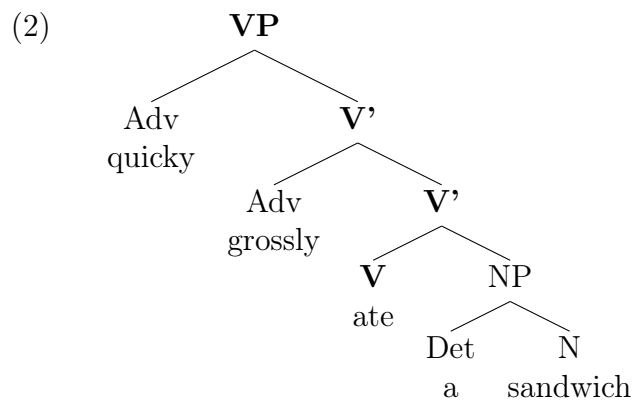 (2) VP
Adv V'
quicky
Adv V'
grossly
V NP
ate
Det N
a sandwich